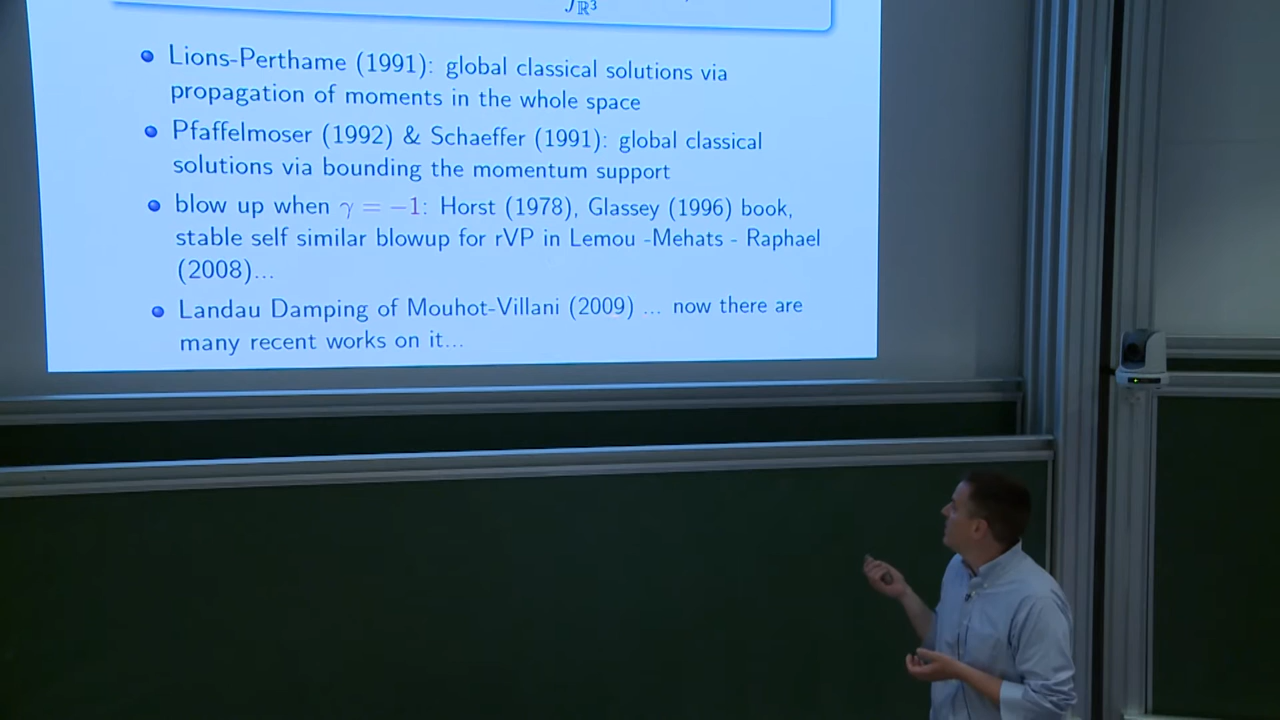 ∫ℝ³
Lions-Perthame (1991): global classical solutions via
propagation of moments in the whole space
Pfaffelmoser (1992) & Schaeffer (1991): global classical
solutions via bounding the momentum support
blow up when γ = −1: Horst (1978), Glassey (1996) book,
stable self similar blowup for rVP in Lemou -Mehats - Raphael
(2008)...
Landau Damping of Mouhot-Villani (2009) ... now there are
many recent works on it...